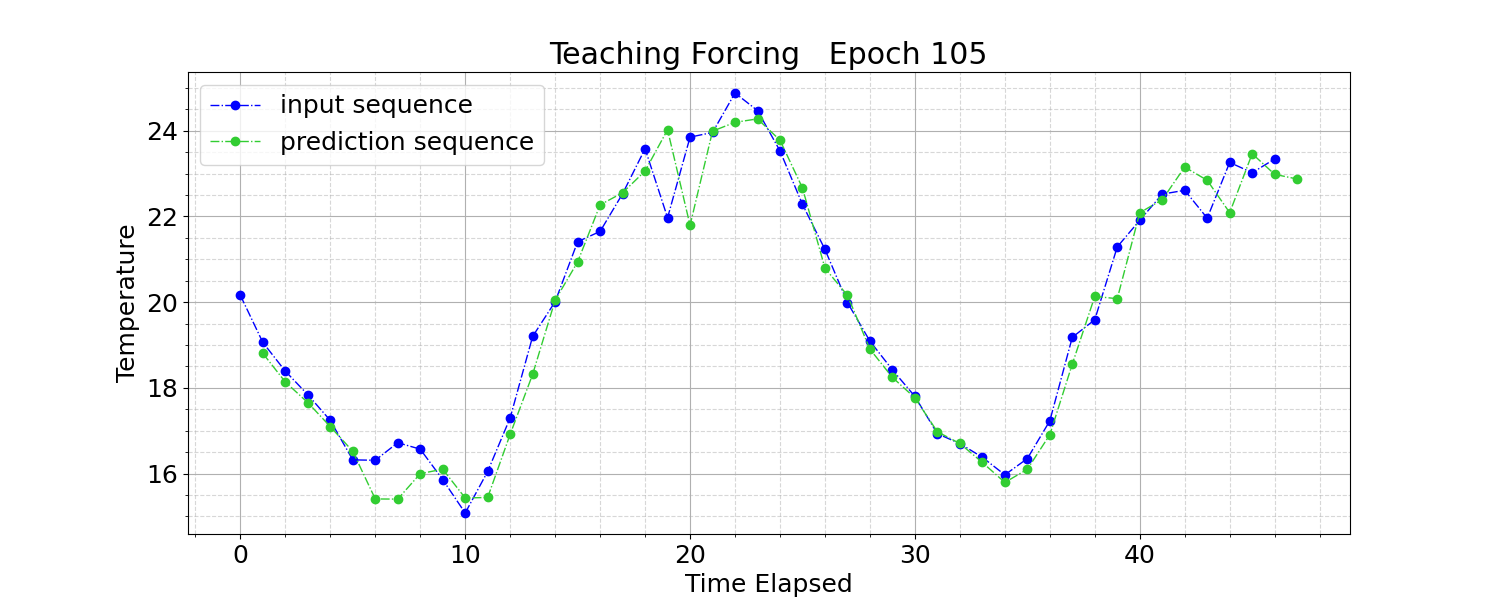 Teaching Forcing   Epoch 105
input sequence
prediction sequence
Temperature
24
22
20
18
16
0 10 20 30 40
Time Elapsed